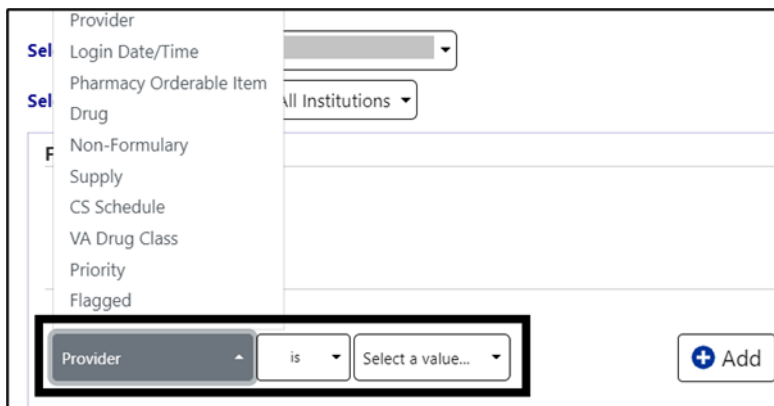 Provider
Sel
Login Date/Time
Pharmacy Orderable Item
Sel
All Institutions
Drug
F
Non-Formulary
Supply
CS Schedule
VA Drug Class
Priority
Flagged
Provider is Select a value... Add